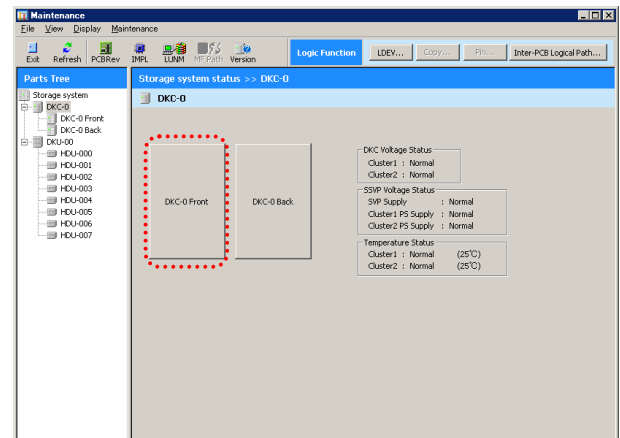 Maintenance
File View Display Maintenance
Exit Refresh PCBRev IMPL LUNM MF Path Version Logic Function LDEV... Copy... Pin... Inter-PCB Logical Path...
Parts Tree
Storage system status >> DKC-0
Storage system
DKC-0
DKC-0 Front
DKC-0 Back
DKU-00
HDU-000
HDU-001
HDU-002
HDU-003
HDU-004
HDU-005
HDU-006
HDU-007
DKC-0
DKC-0 Front
DKC-0 Back
DKC Voltage Status
Cluster1 : Normal
Cluster2 : Normal
SSVP Voltage Status
SVP Supply : Normal
Cluster1 PS Supply : Normal
Cluster2 PS Supply : Normal
Temperature Status
Cluster1 : Normal (25℃)
Cluster2 : Normal (25℃)